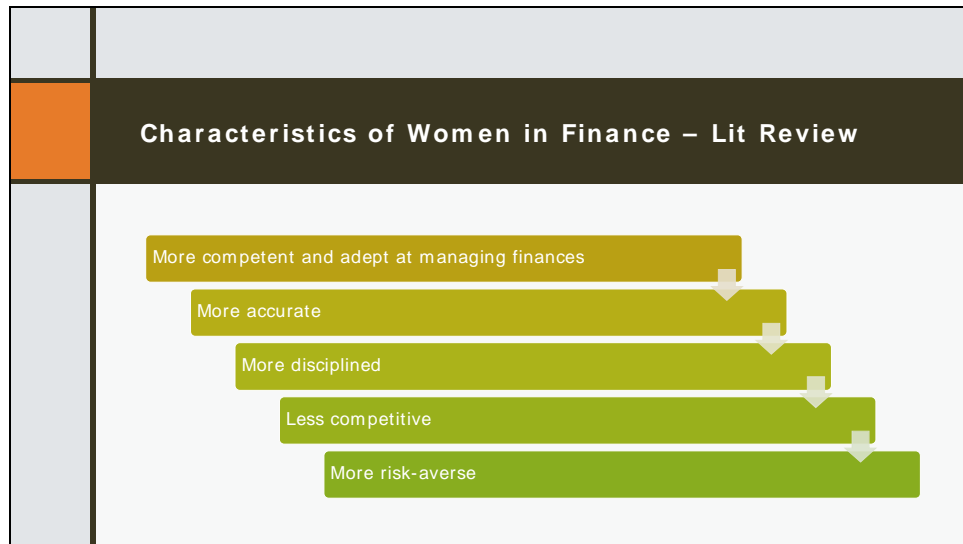 Characteristics of Women in Finance – Lit Review
More competent and adept at managing finances
More accurate
More disciplined
Less competitive
More risk-averse